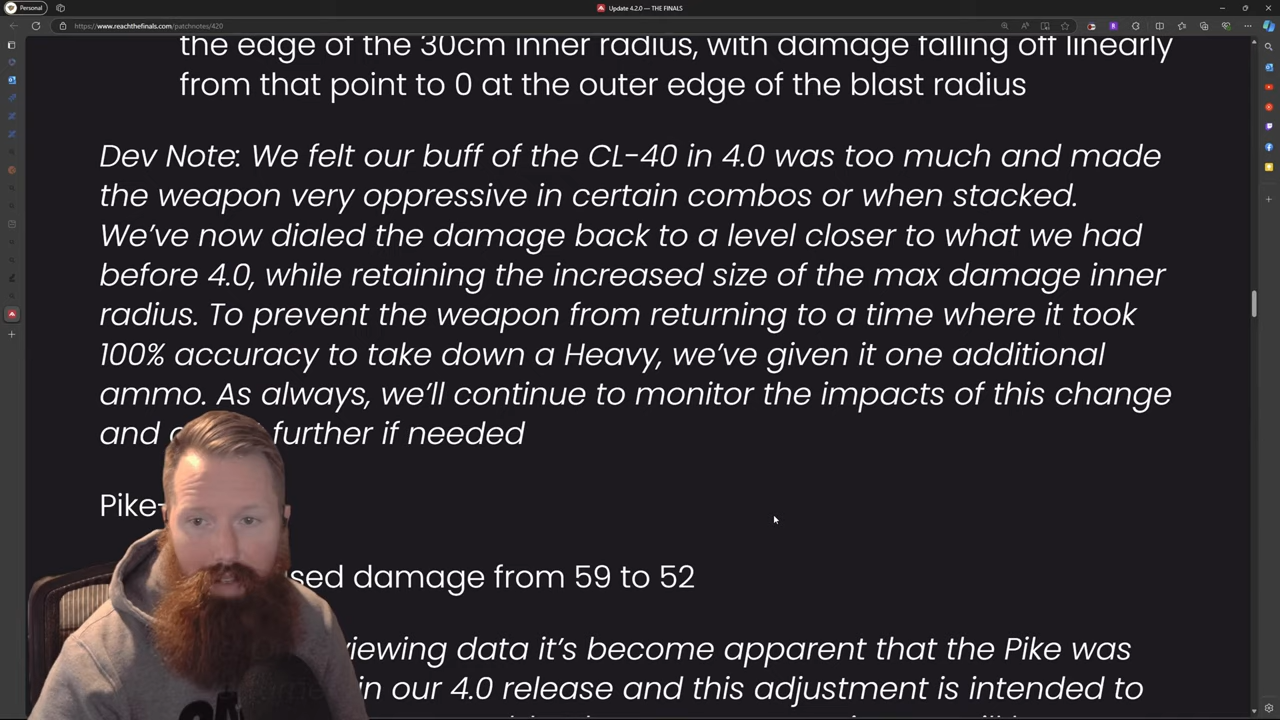 Personal
Update 4.2.0 — THE FINALS
https://www.reachthefinals.com/patchnotes/420
the edge of the 30cm inner radius, with damage falling off linearly
from that point to 0 at the outer edge of the blast radius
Dev Note: We felt our buff of the CL-40 in 4.0 was too much and made
the weapon very oppressive in certain combos or when stacked.
We’ve now dialed the damage back to a level closer to what we had
before 4.0, while retaining the increased size of the max damage inner
radius. To prevent the weapon from returning to a time where it took
100% accuracy to take down a Heavy, we’ve given it one additional
ammo. As always, we’ll continue to monitor the impacts of this change
and further if needed
Pike-
sed damage from 59 to 52
viewing data it’s become apparent that the Pike was
in our 4.0 release and this adjustment is intended to